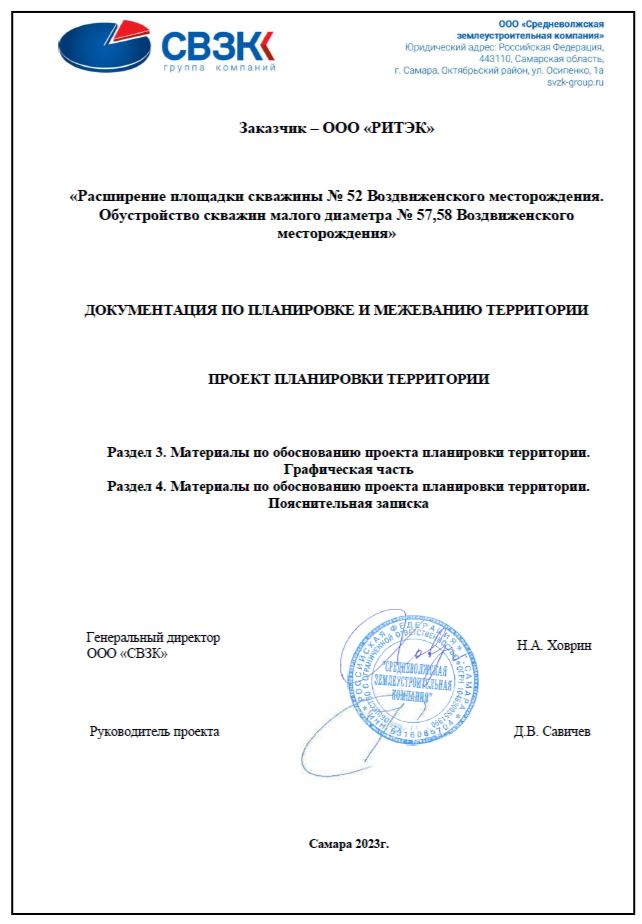 СВЗК
группа компаний
ООО «Средневолжская
землеустроительная компания»
Юридический адрес: Российская Федерация,
443110, Самарская область,
г. Самара, Октябрьский район, ул. Осипенко, 1а
svzk-group.ru
Заказчик – ООО «РИТЭК»
«Расширение площадки скважины № 52 Воздвиженского месторождения.
Обустройство скважин малого диаметра № 57,58 Воздвиженского
месторождения»
ДОКУМЕНТАЦИЯ ПО ПЛАНИРОВКЕ И МЕЖЕВАНИЮ ТЕРРИТОРИИ
ПРОЕКТ ПЛАНИРОВКИ ТЕРРИТОРИИ
Раздел 3. Материалы по обоснованию проекта планировки территории.
Графическая часть
Раздел 4. Материалы по обоснованию проекта планировки территории.
Пояснительная записка
Генеральный директор
ООО «СВЗК»
Н.А. Ховрин
РОССИЙСКАЯ ФЕДЕРАЦИЯ * Г. САМАРА *
"СРЕДНЕВОЛЖСКАЯ
ЗЕМЛЕУСТРОИТЕЛЬНАЯ
КОМПАНИЯ"
Руководитель проекта
Д.В. Савичев
Самара 2023г.